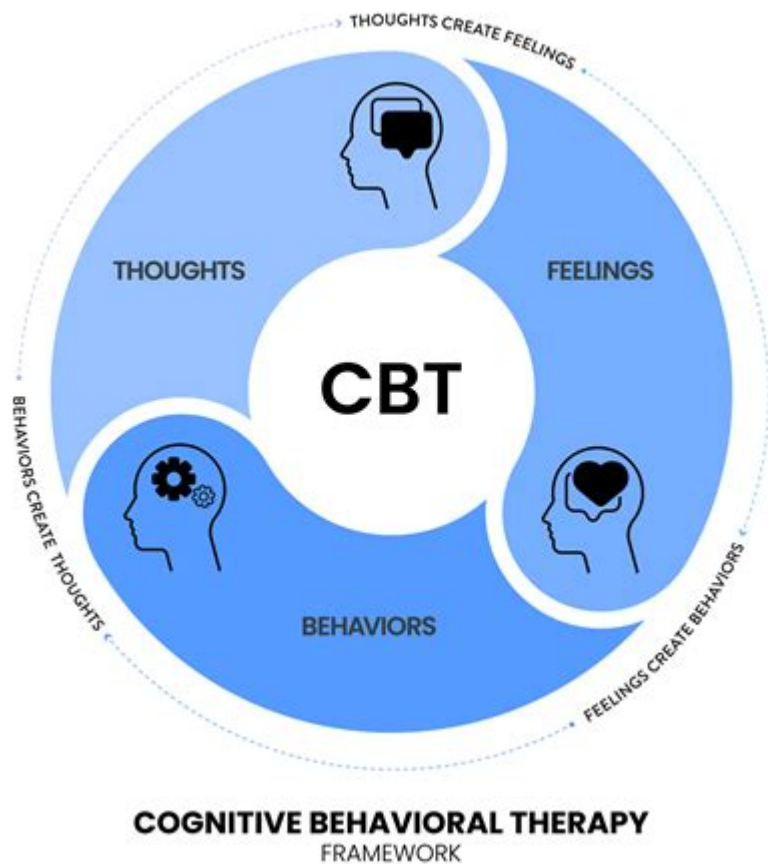 THOUGHTS CREATE FEELINGS
THOUGHTS
FEELINGS
CBT
BEHAVIORS CREATE THOUGHTS
BEHAVIORS
FEELINGS CREATE BEHAVIORS
COGNITIVE BEHAVIORAL THERAPY
FRAMEWORK